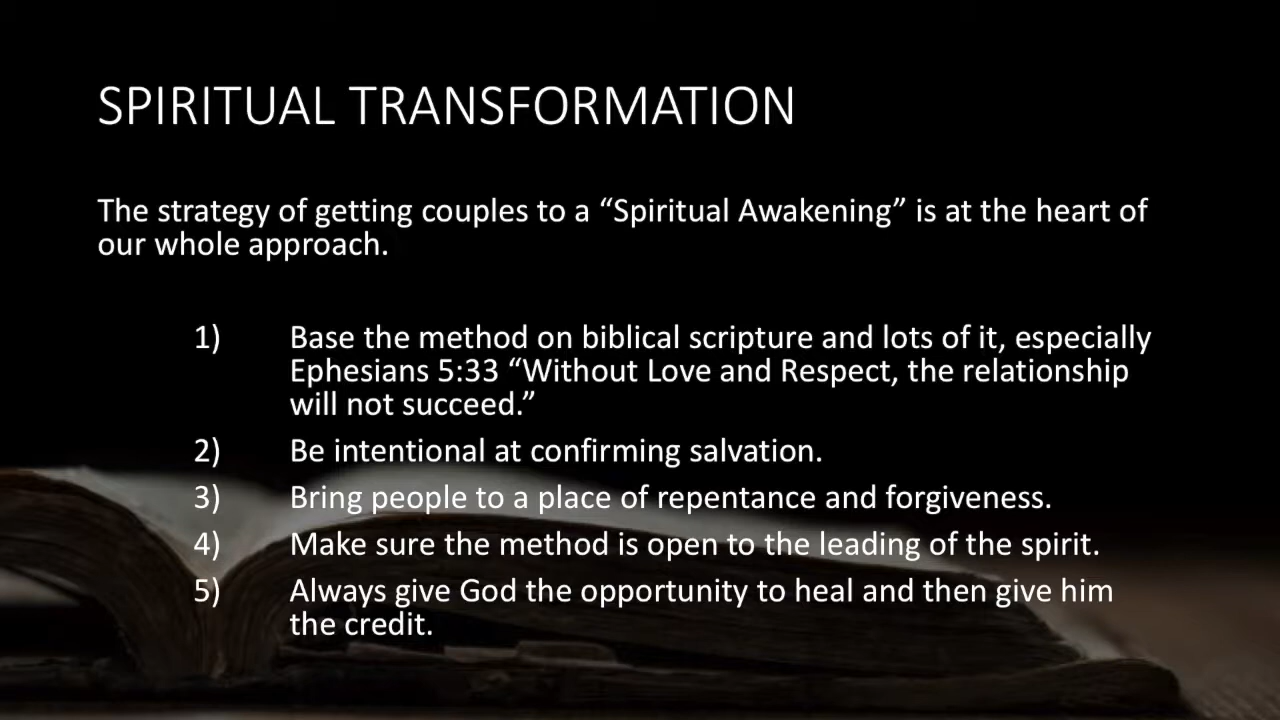 SPIRITUAL TRANSFORMATION
The strategy of getting couples to a “Spiritual Awakening” is at the heart of
our whole approach.
1) Base the method on biblical scripture and lots of it, especially
Ephesians 5:33 “Without Love and Respect, the relationship
will not succeed.”
2) Be intentional at confirming salvation.
3) Bring people to a place of repentance and forgiveness.
4) Make sure the method is open to the leading of the spirit.
5) Always give God the opportunity to heal and then give him
the credit.